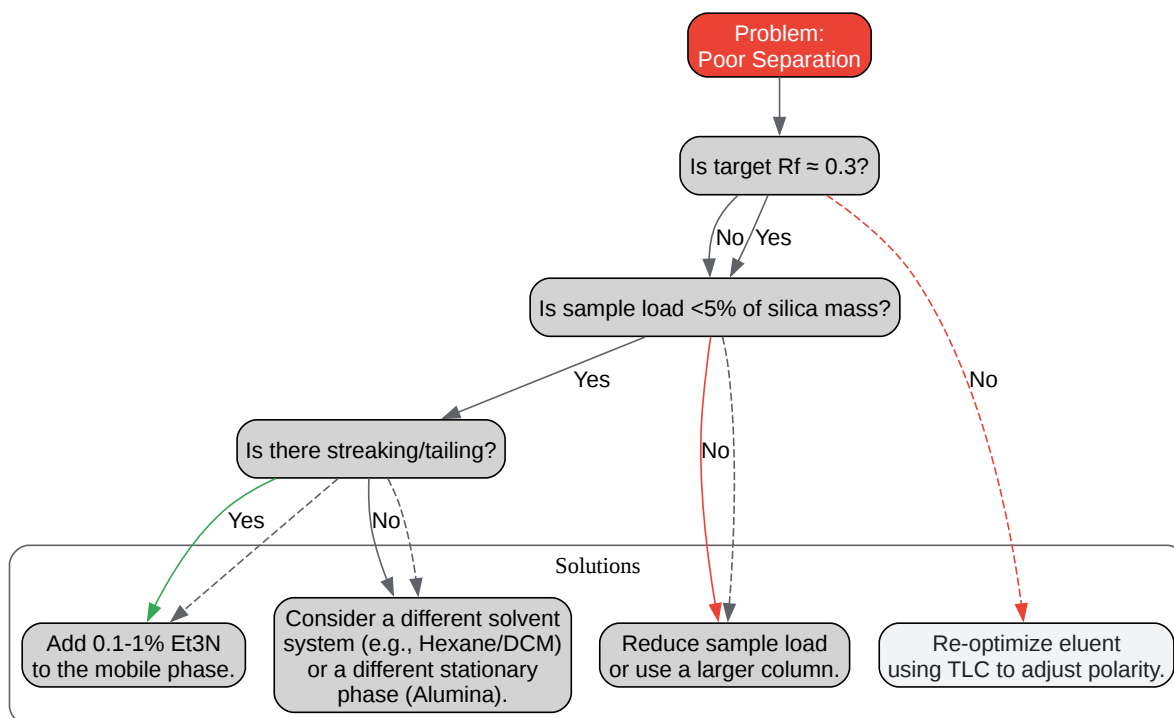 Problem:
Poor Separation
Is target Rf ≈ 0.3?
No
Yes
Is sample load <5% of silica mass?
Yes
No
No
Is there streaking/tailing?
Yes
No
Solutions
Add 0.1-1% Et3N
to the mobile phase.
Consider a different solvent
system (e.g., Hexane/DCM)
or a different stationary
phase (Alumina).
Reduce sample load
or use a larger column.
Re-optimize eluent
using TLC to adjust polarity.